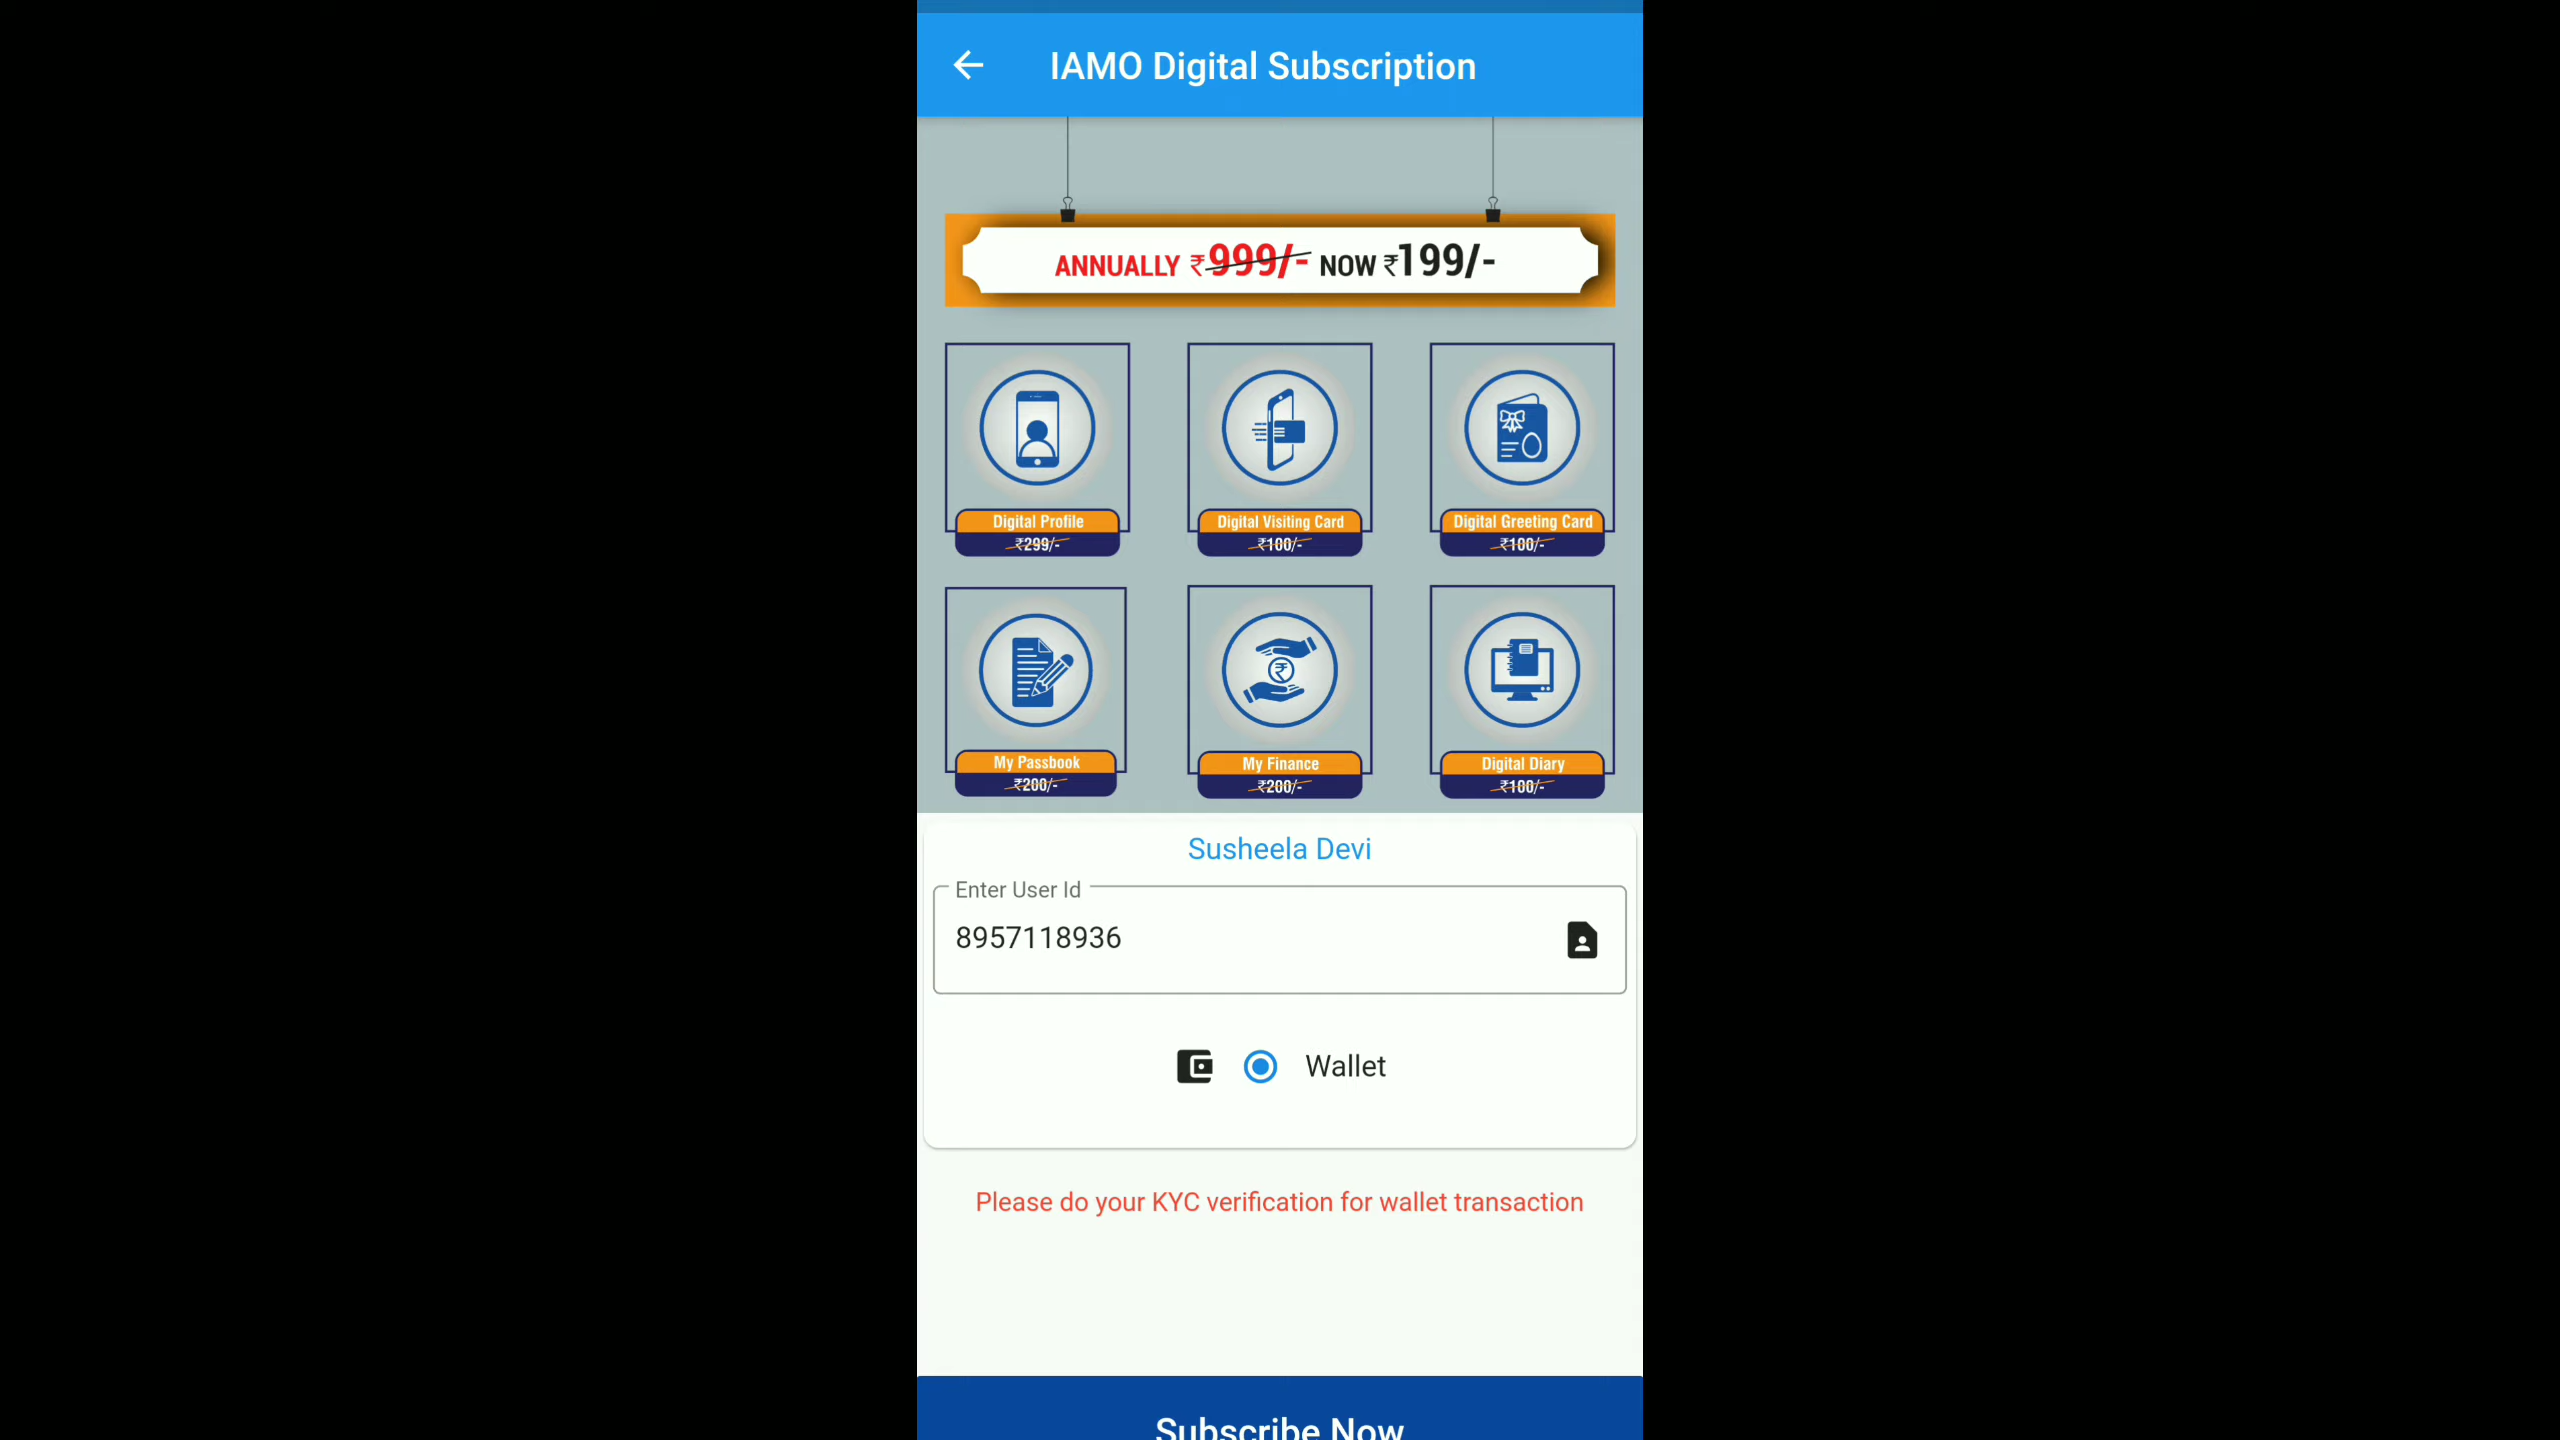 IAMO Digital Subscription
ANNUALLY ₹999/- NOW ₹199/-
Digital Profile
₹299/-
Digital Visiting Card
₹100/-
Digital Greeting Card
₹100/-
My Passbook
₹200/-
My Finance
₹200/-
Digital Diary
₹100/-
Susheela Devi
Enter User Id
8957118936
Wallet
Please do your KYC verification for wallet transaction
Subscribe Now